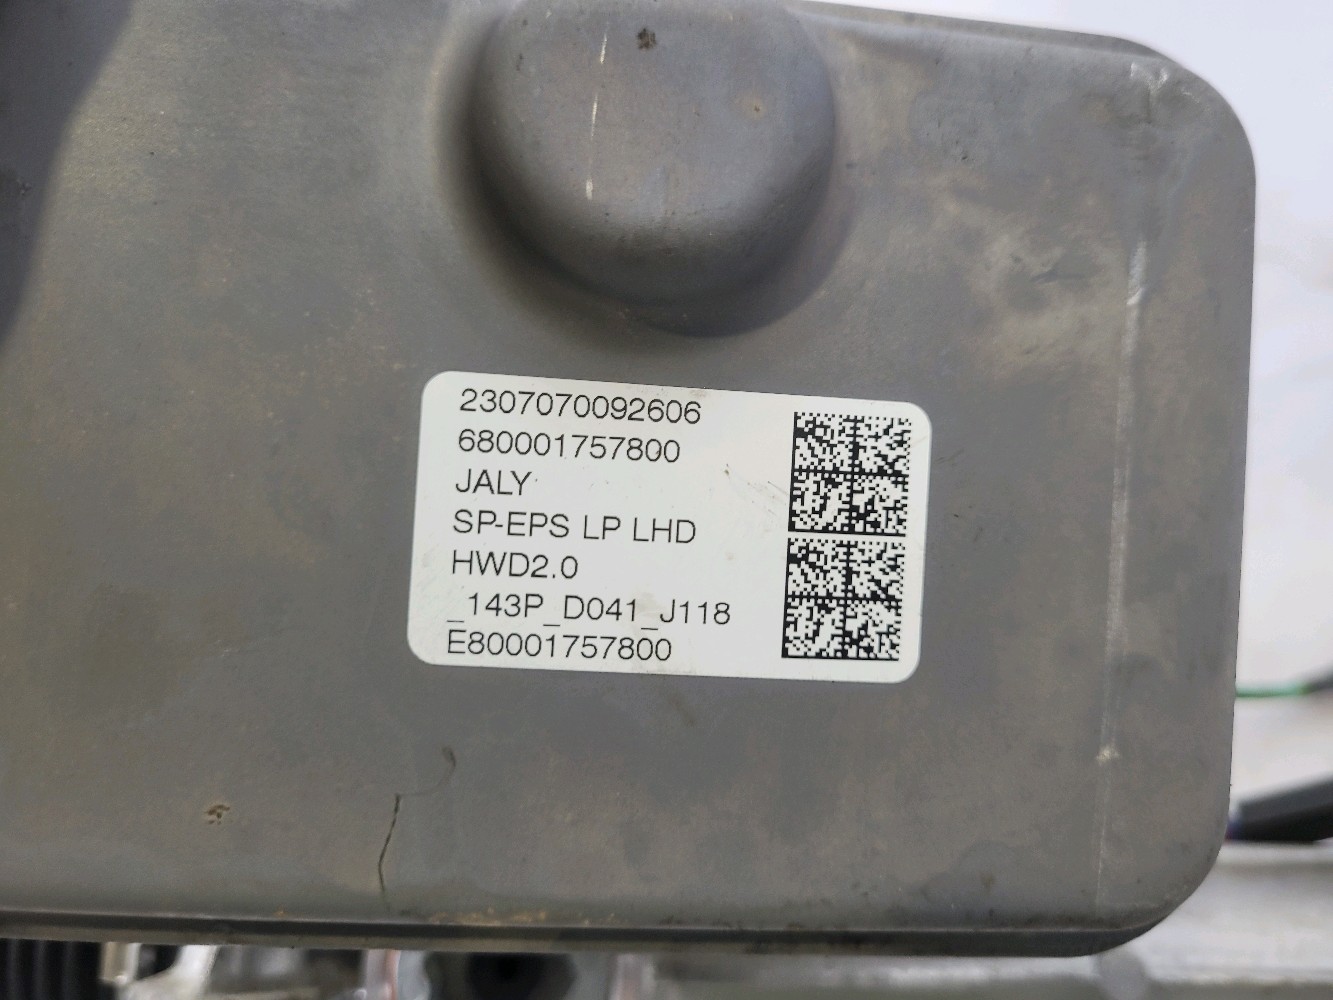 2307070092606
680001757800
JALY
SP-EPS LP LHD
HWD2.0
_143P_D041_J118
E80001757800